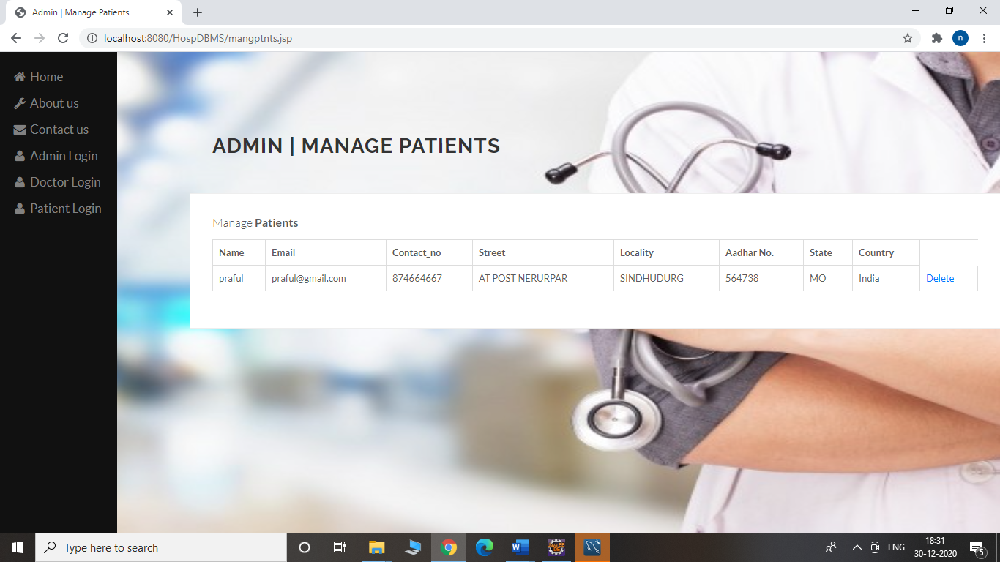 Admin | Manage Patients
localhost:8080/HospDBMS/mangptnts.jsp
n
Home
About us
Contact us
Admin Login
Doctor Login
Patient Login
ADMIN | MANAGE PATIENTS
Manage Patients
Name Email Contact_no Street Locality Aadhar No. State Country
praful praful@gmail.com 874664667 AT POST NERURPAR SINDHUDURG 564738 MO India Delete
Type here to search
ENG
18:31
30-12-2020
5